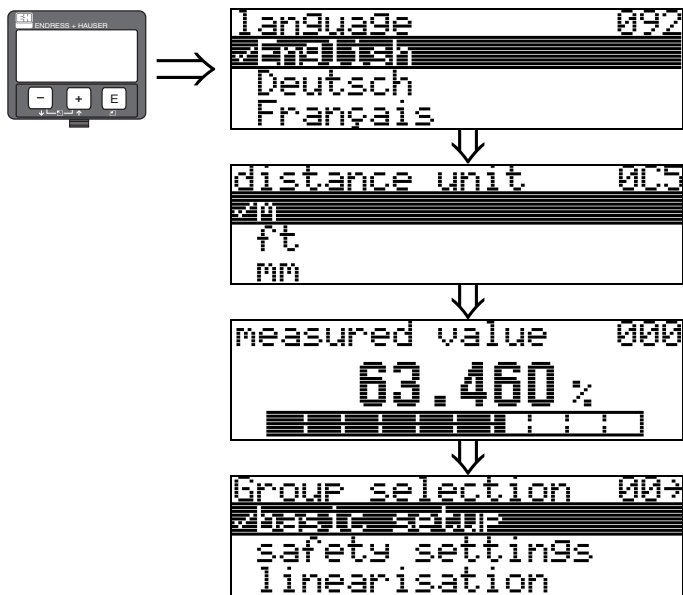 ENDRESS + HAUSER
- + E
language 092
✓English
Deutsch
Français
distance unit 0C5
✓m
ft
mm
measured value 000
63.460 %
Group selection 00→
✓basic setup
safety settings
linearisation